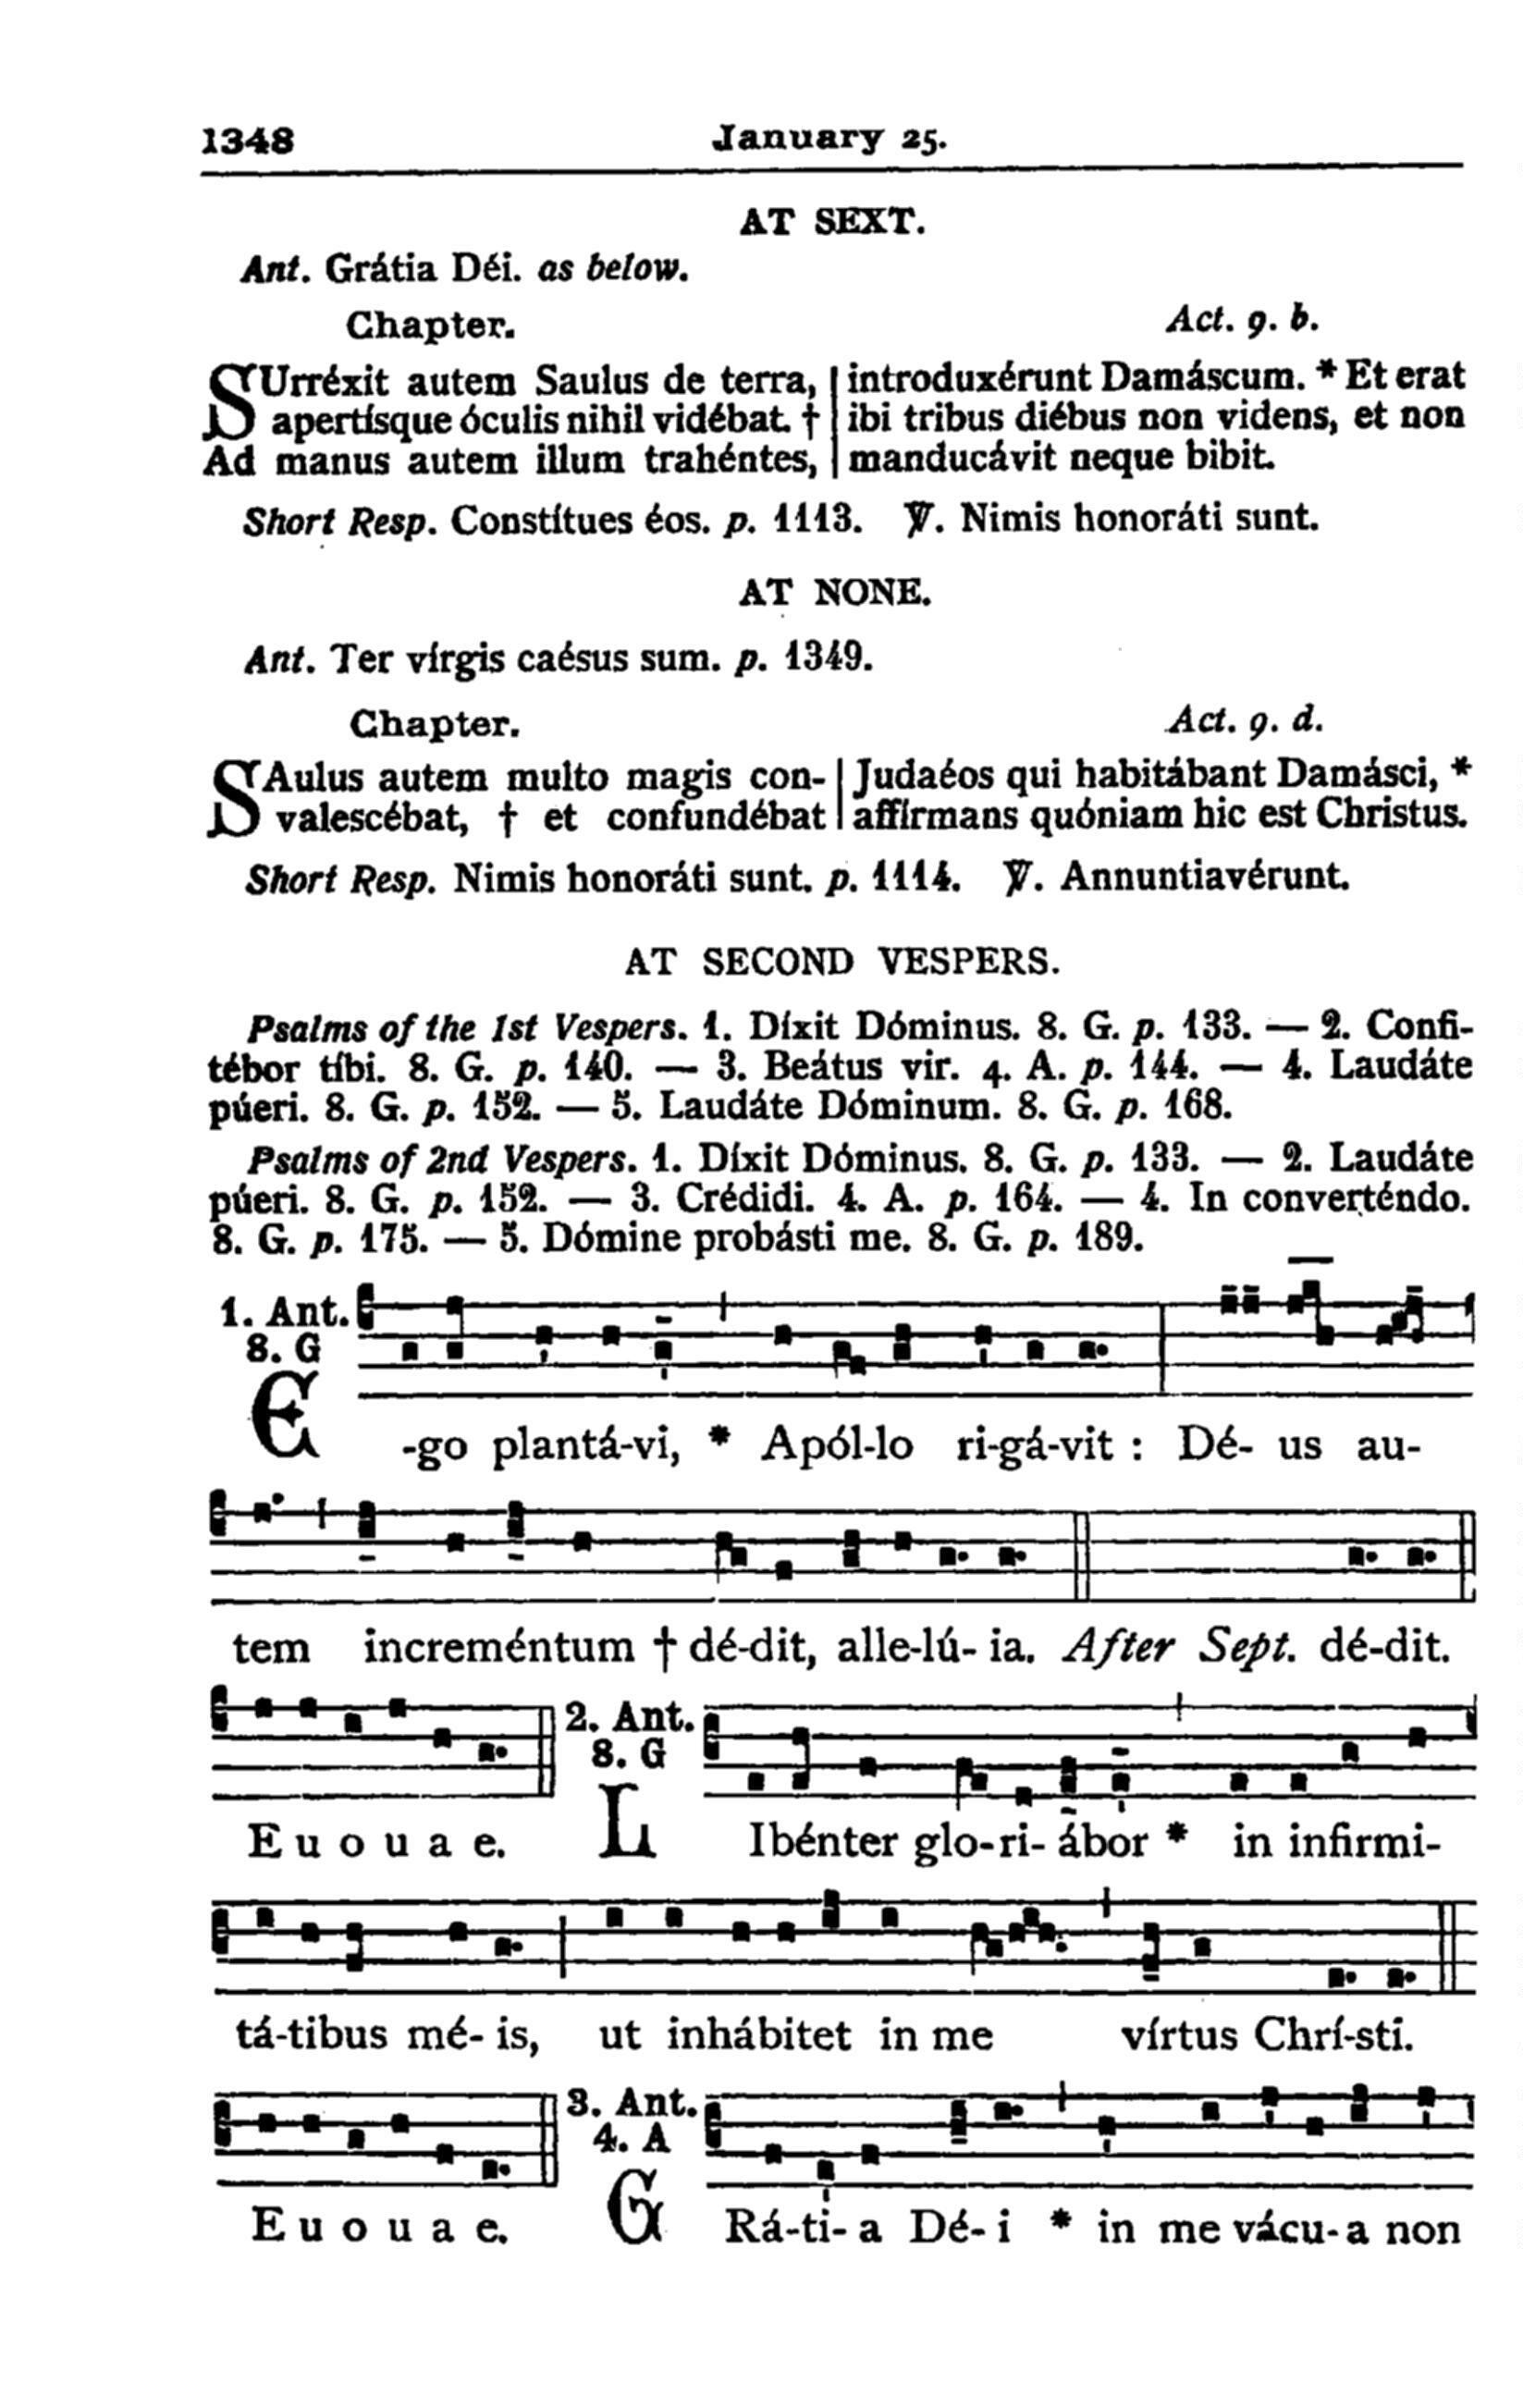 1348 January 25.
AT SEXT.
Ant. Grátia Déi. as below.
Chapter. Act. 9. b.
SUrréxit autem Saulus de terra,
apertísque óculis nihil vidébat. †
Ad manus autem illum trahéntes,
introduxérunt Damáscum. * Et erat
ibi tribus diébus non videns, et non
manducávit neque bibit.
Short Resp. Constítues éos. p. 1113. ℣. Nimis honoráti sunt.
AT NONE.
Ant. Ter vírgis caésus sum. p. 1349.
Chapter. Act. 9. d.
SAulus autem multo magis con-
valescébat, † et confundébat
Judaéos qui habitábant Damásci, *
affírmans quóniam hic est Christus.
Short Resp. Nimis honoráti sunt. p. 1114. ℣. Annuntiavérunt.
AT SECOND VESPERS.
Psalms of the 1st Vespers. 1. Díxit Dóminus. 8. G. p. 133. — 2. Confi-
tébor tíbi. 8. G. p. 140. — 3. Beátus vir. 4. A. p. 144. — 4. Laudáte
púeri. 8. G. p. 152. — 5. Laudáte Dóminum. 8. G. p. 168.
Psalms of 2nd Vespers. 1. Díxit Dóminus. 8. G. p. 133. — 2. Laudáte
púeri. 8. G. p. 152. — 3. Crédidi. 4. A. p. 164. — 4. In converténdo.
8. G. p. 175. — 5. Dómine probásti me. 8. G. p. 189.
1. Ant.
8. G
E-go plantá-vi, * Apól-lo ri-gá-vit : Dé- us au-
tem increméntum † dé-dit, alle-lú- ia. After Sept. dé-dit.
E u o u a e.
2. Ant.
8. G
LIbénter glo-ri- ábor * in infirmi-
tá-tibus mé- is, ut inhábitet in me vírtus Chrí-sti.
E u o u a e.
3. Ant.
4. A
GRá-ti- a Dé- i * in me vácu- a non